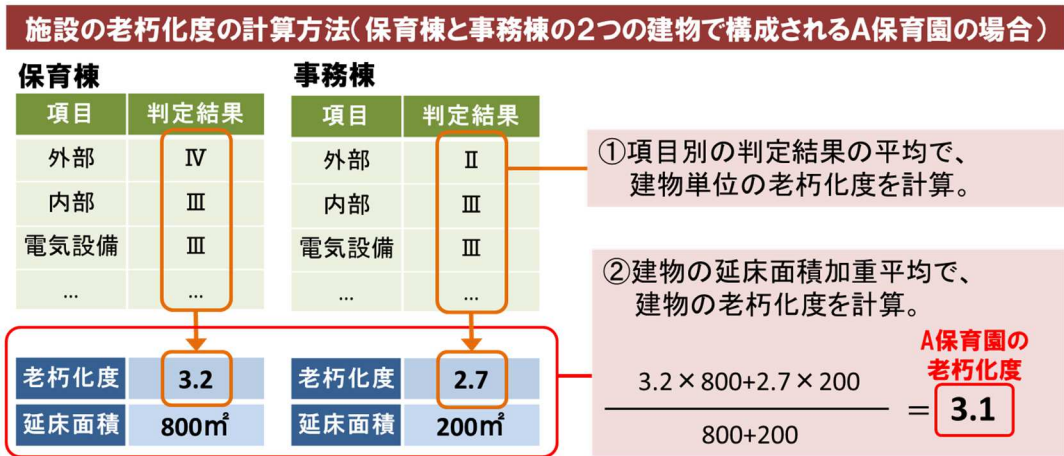 施設の老朽化度の計算方法（保育棟と事務棟の2つの建物で構成されるA保育園の場合）
保育棟
項目 判定結果
外部 Ⅳ
内部 Ⅲ
電気設備 Ⅲ
… …
老朽化度 3.2
延床面積 800㎡
事務棟
項目 判定結果
外部 Ⅱ
内部 Ⅲ
電気設備 Ⅲ
… …
老朽化度 2.7
延床面積 200㎡
①項目別の判定結果の平均で、
建物単位の老朽化度を計算。
②建物の延床面積加重平均で、
建物の老朽化度を計算。
A保育園の
老朽化度
3.2×800+2.7×200
800+200
= 3.1